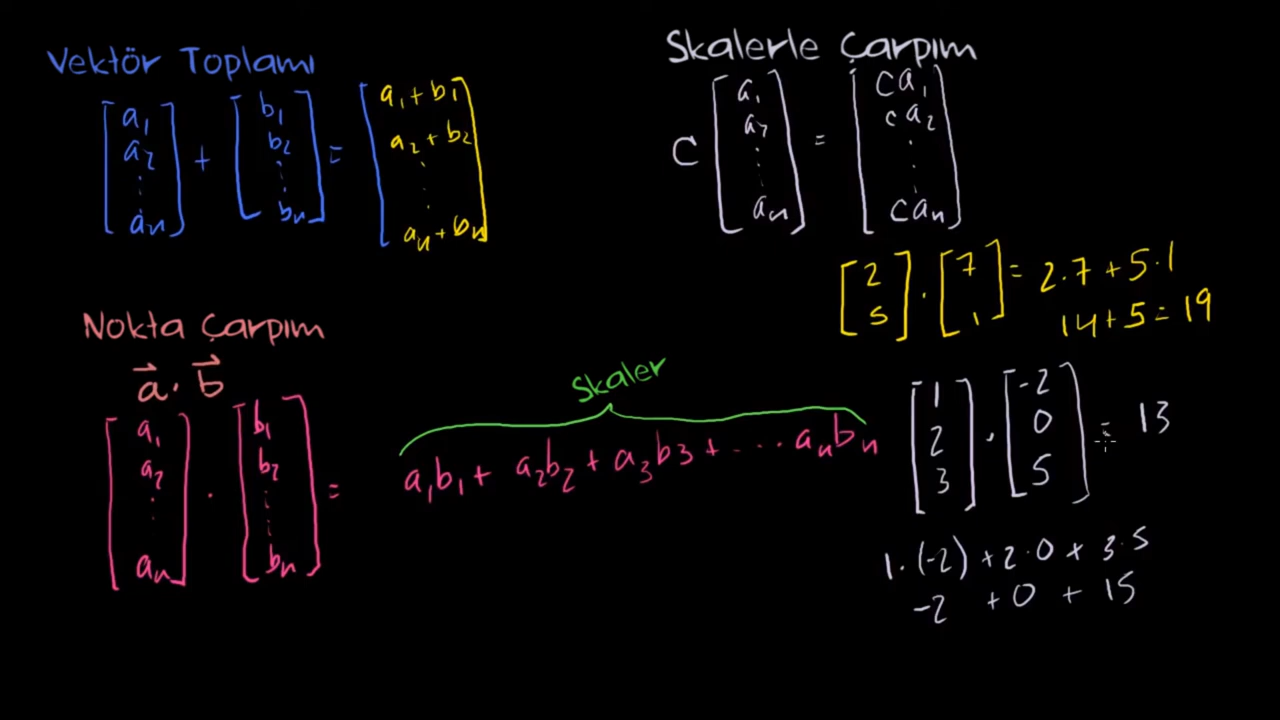 Vektör Toplamı
[a₁ a₂ ⋮ aₙ] + [b₁ b₂ ⋮ bₙ] = [a₁+b₁ a₂+b₂ ⋮ aₙ+bₙ]
Skalerle Çarpım
c [a₁ a₂ ⋮ aₙ] = [ca₁ ca₂ ⋮ caₙ]
[2 5] · [7 1] = 2·7 + 5·1
14+5 = 19
Nokta Çarpım
a⃗ · b⃗
[a₁ a₂ ⋮ aₙ] · [b₁ b₂ ⋮ bₙ] = a₁b₁ + a₂b₂ + a₃b3 + ... aₙbₙ
Skaler
[1 2 3] · [-2 0 5] = 13
1·(-2) + 2·0 + 3·5
-2 + 0 + 15